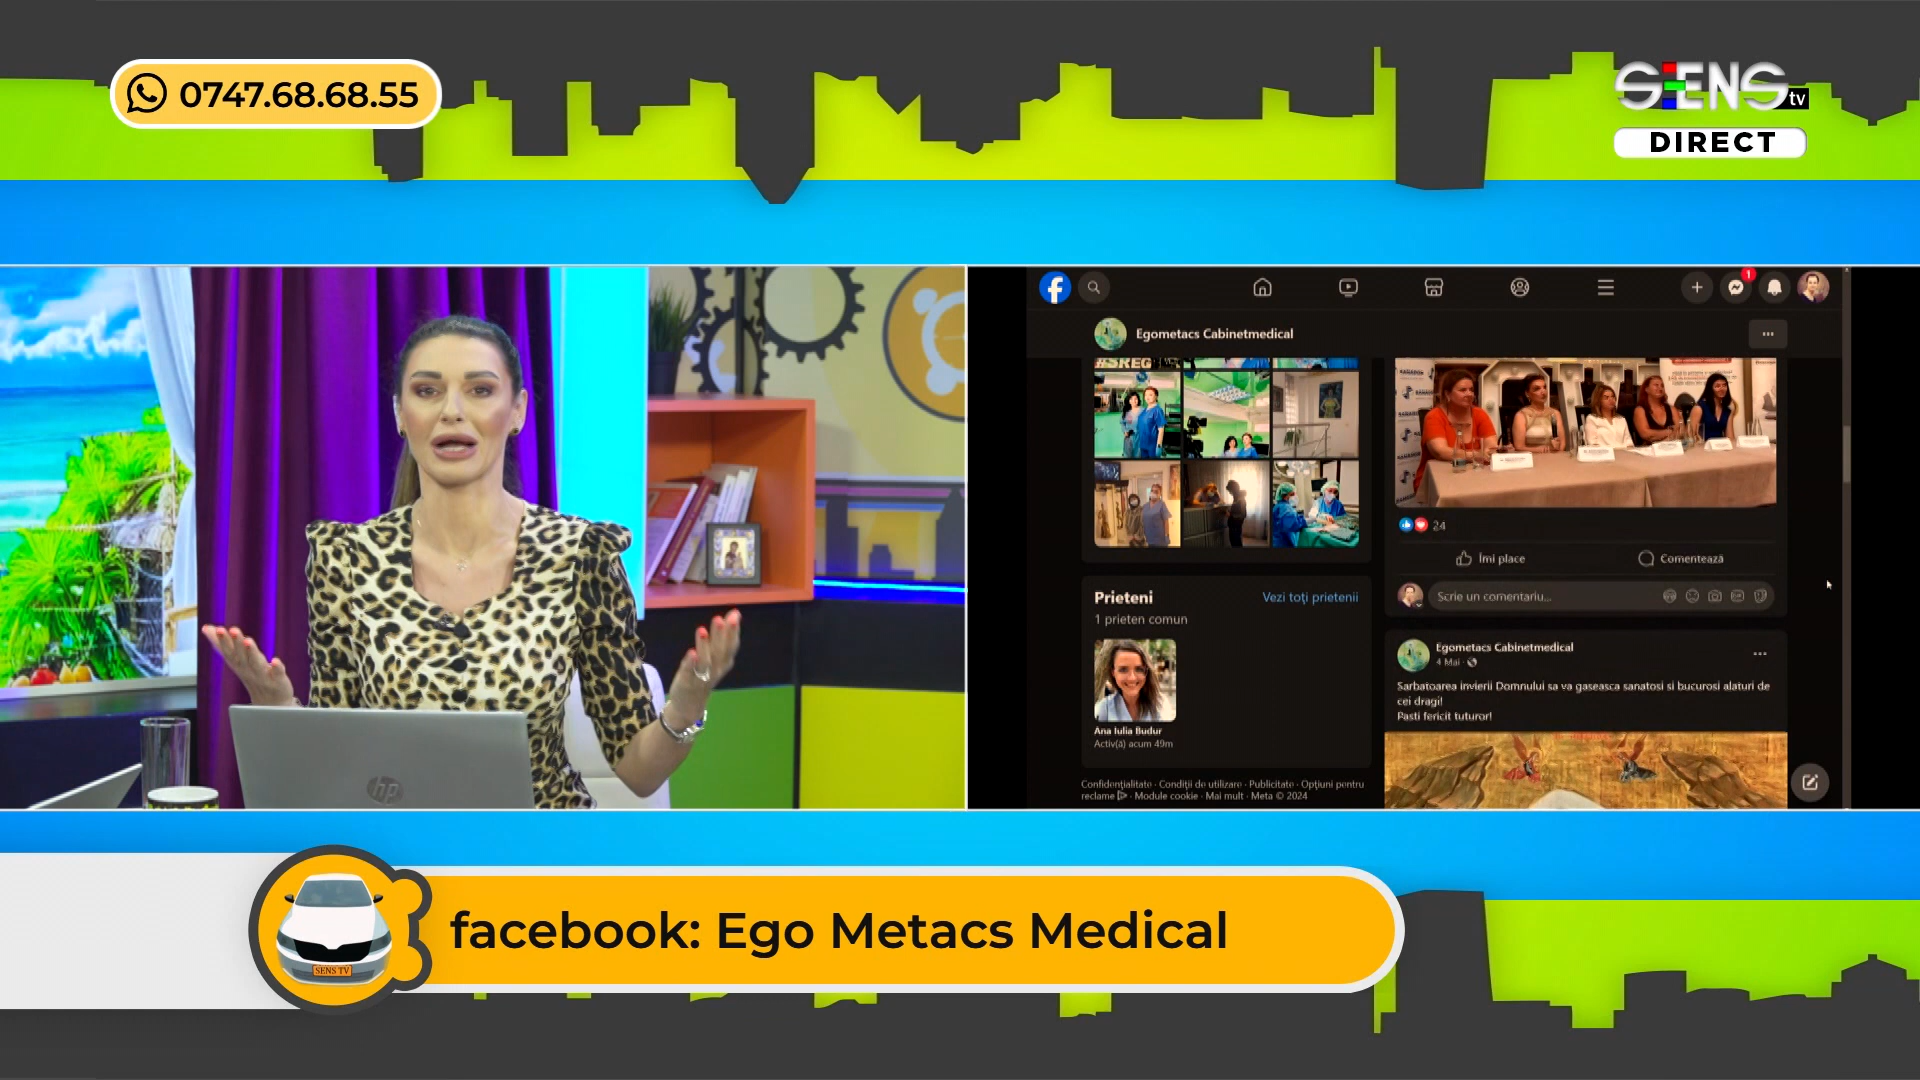 0747.68.68.55
SENS tv
DIRECT
Egometacs Cabinetmedical
#SREG
24
Îmi place
Comentează
Scrie un comentariu...
Prieteni
Vezi toți prietenii
1 prieten comun
Ana Iulia Budur
Activ(ă) acum 49m
Confidențialitate · Condiții de utilizare · Publicitate · Opțiuni pentru
reclame · Module cookie · Mai mult · Meta © 2024
Egometacs Cabinetmedical
4 Mai
Sarbatoarea invierii Domnului sa va gaseasca sanatosi si bucurosi alaturi de
cei dragi!
Pasti fericit tuturor!
1
hp
SENS TV
facebook: Ego Metacs Medical